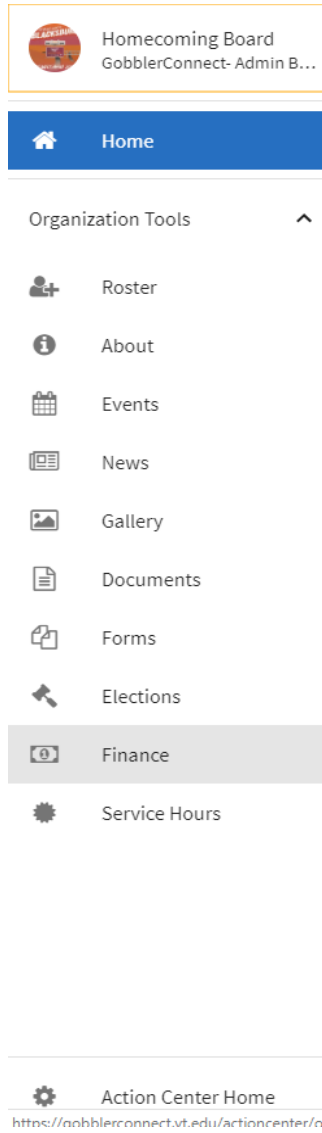 Homecoming Board
GobblerConnect- Admin B...
Home
Organization Tools
Roster
About
Events
News
Gallery
Documents
Forms
Elections
Finance
Service Hours
Action Center Home
https://gobblerconnect.vt.edu/actioncenter/o